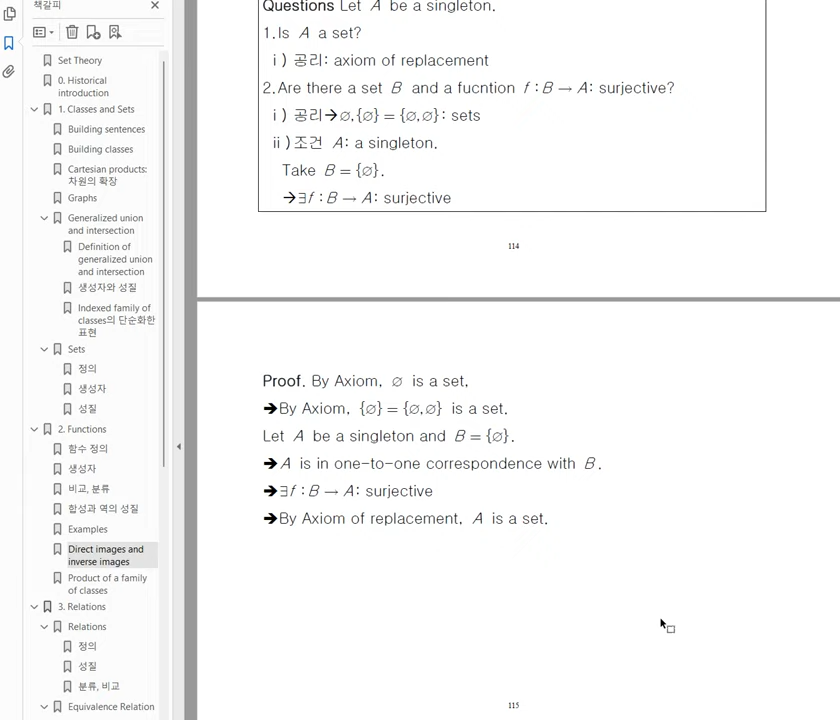 책갈피
Set Theory
0. Historical
introduction
1. Classes and Sets
Building sentences
Building classes
Cartesian products:
차원의 확장
Graphs
Generalized union
and intersection
Definition of
generalized union
and intersection
생성자와 성질
Indexed family of
classes의 단순화한
표현
Sets
정의
생성자
성질
2. Functions
함수 정의
생성자
비교, 분류
합성과 역의 성질
Examples
Direct images and
inverse images
Product of a family
of classes
3. Relations
Relations
정의
성질
분류, 비교
Equivalence Relation
Questions Let A be a singleton.
1.Is A a set?
i) 공리: axiom of replacement
2.Are there a set B and a fucntion f:B→A: surjective?
i) 공리➔∅,{∅}={∅,∅}: sets
ii)조건 A: a singleton.
Take B={∅}.
➔∃f:B→A: surjective
114
Proof. By Axiom, ∅ is a set.
➔By Axiom, {∅}={∅,∅} is a set.
Let A be a singleton and B={∅}.
➔A is in one-to-one correspondence with B.
➔∃f:B→A: surjective
➔By Axiom of replacement, A is a set.
115